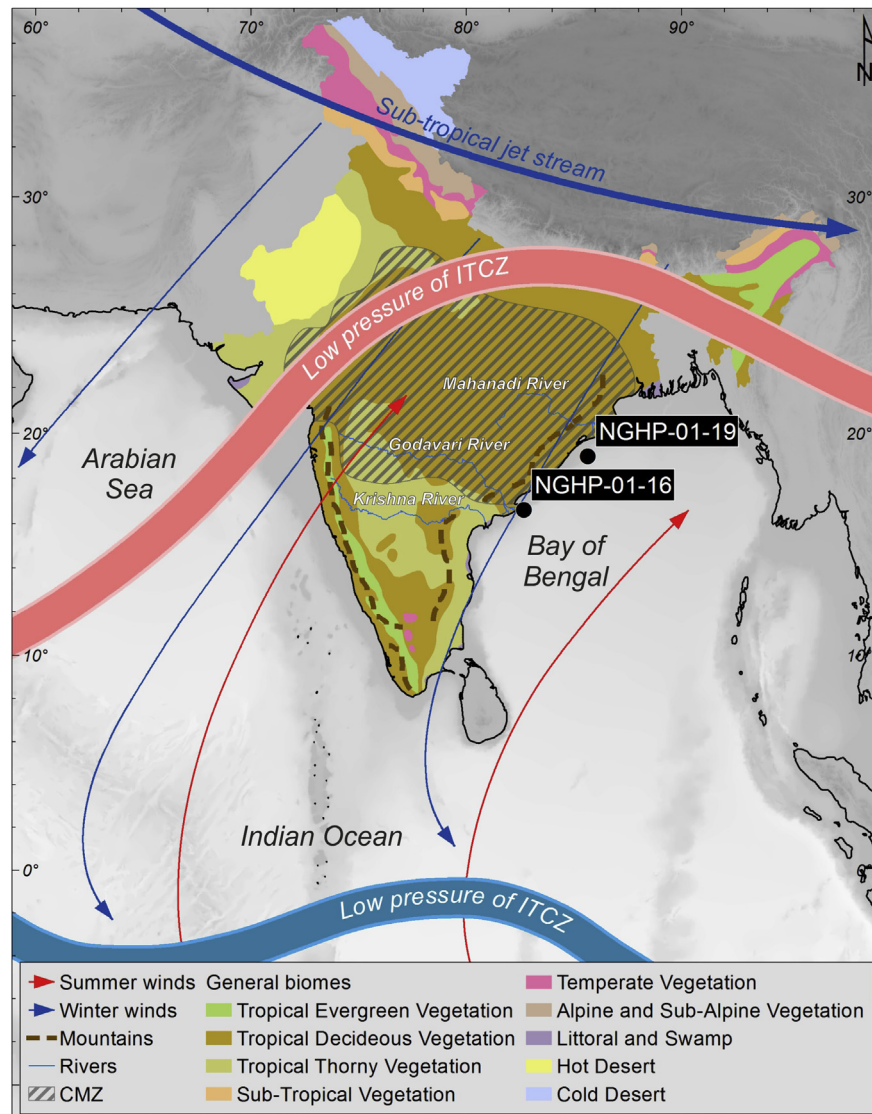 60°
70°
80°
90°
N
Sub-tropical jet stream
30°
30°
Low pressure of ITCZ
Mahanadi River
NGHP-01-19
20°
20°
Godavari River
Arabian
Sea
NGHP-01-16
Krishna River
Bay of
Bengal
10°
10°
Indian Ocean
0°
Low pressure of ITCZ
Summer winds
Winter winds
Mountains
Rivers
CMZ
General biomes
Tropical Evergreen Vegetation
Tropical Decideous Vegetation
Tropical Thorny Vegetation
Sub-Tropical Vegetation
Temperate Vegetation
Alpine and Sub-Alpine Vegetation
Littoral and Swamp
Hot Desert
Cold Desert